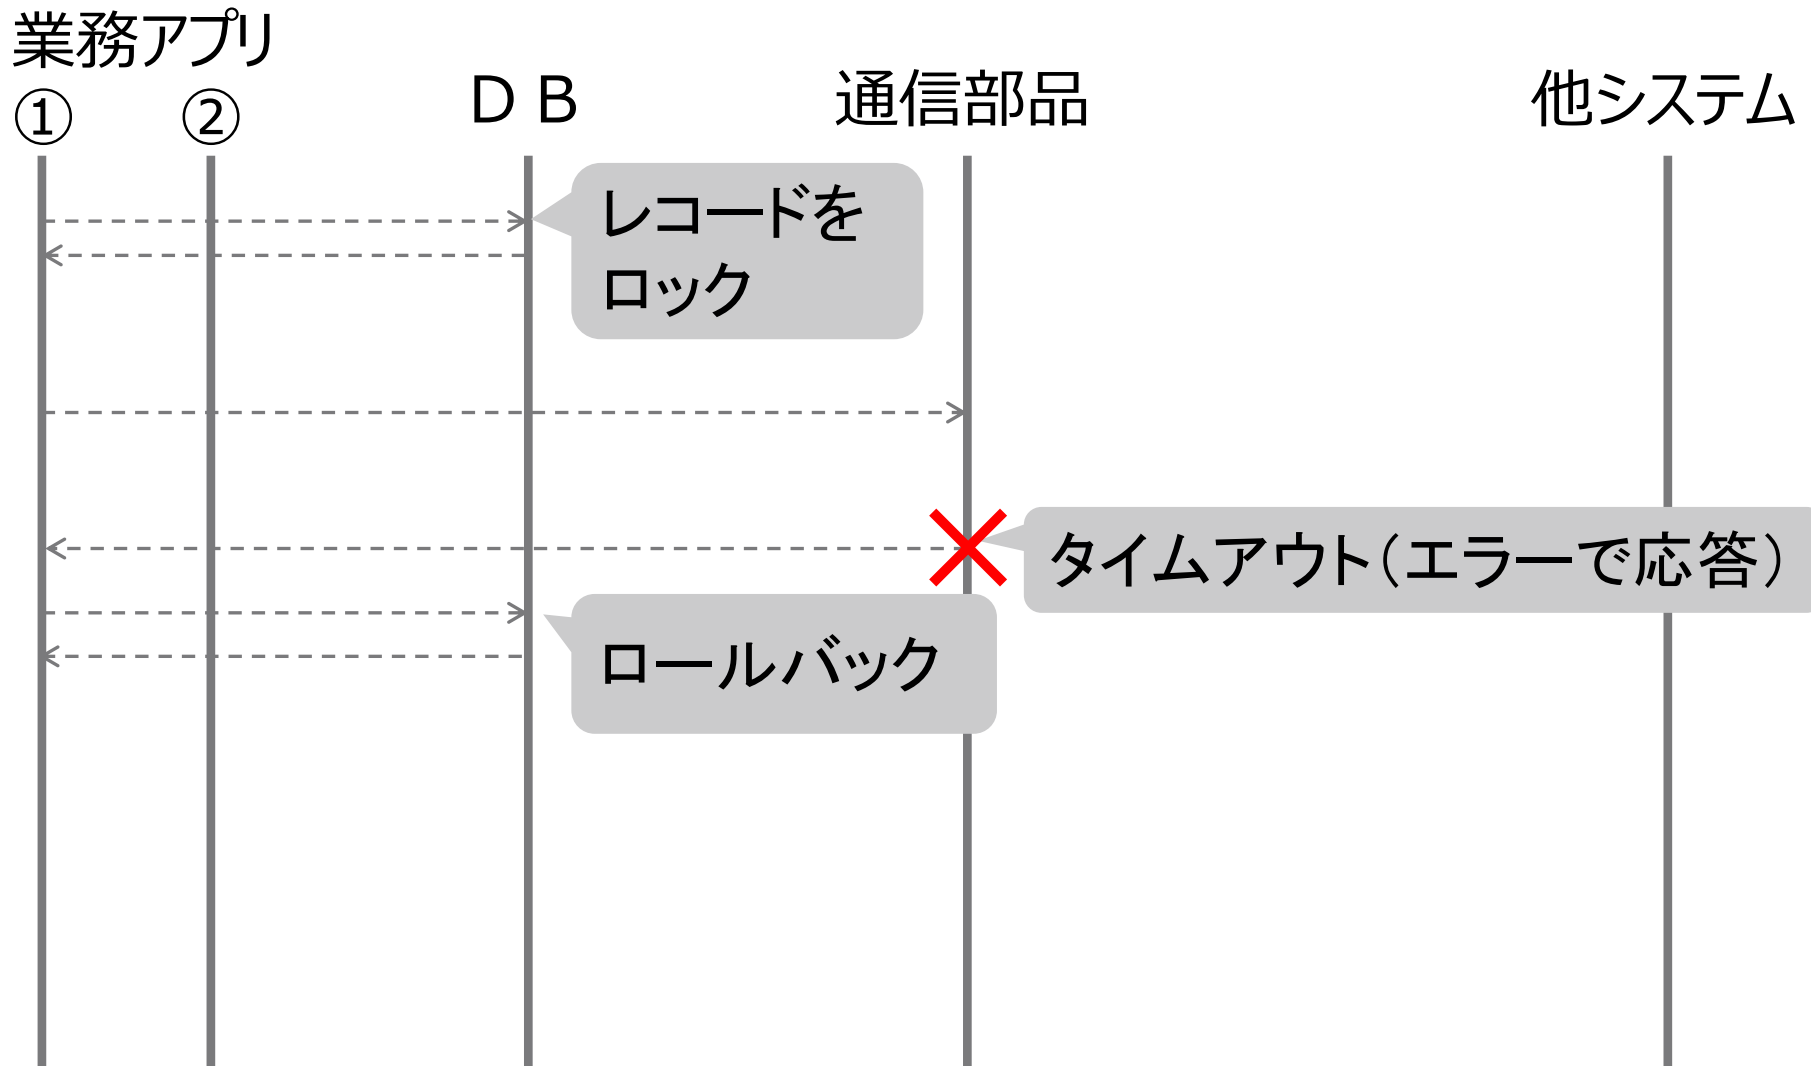 業務アプリ
① ② ＤＢ 通信部品 他システム
レコードを
ロック
タイムアウト（エラーで応答）
ロールバック